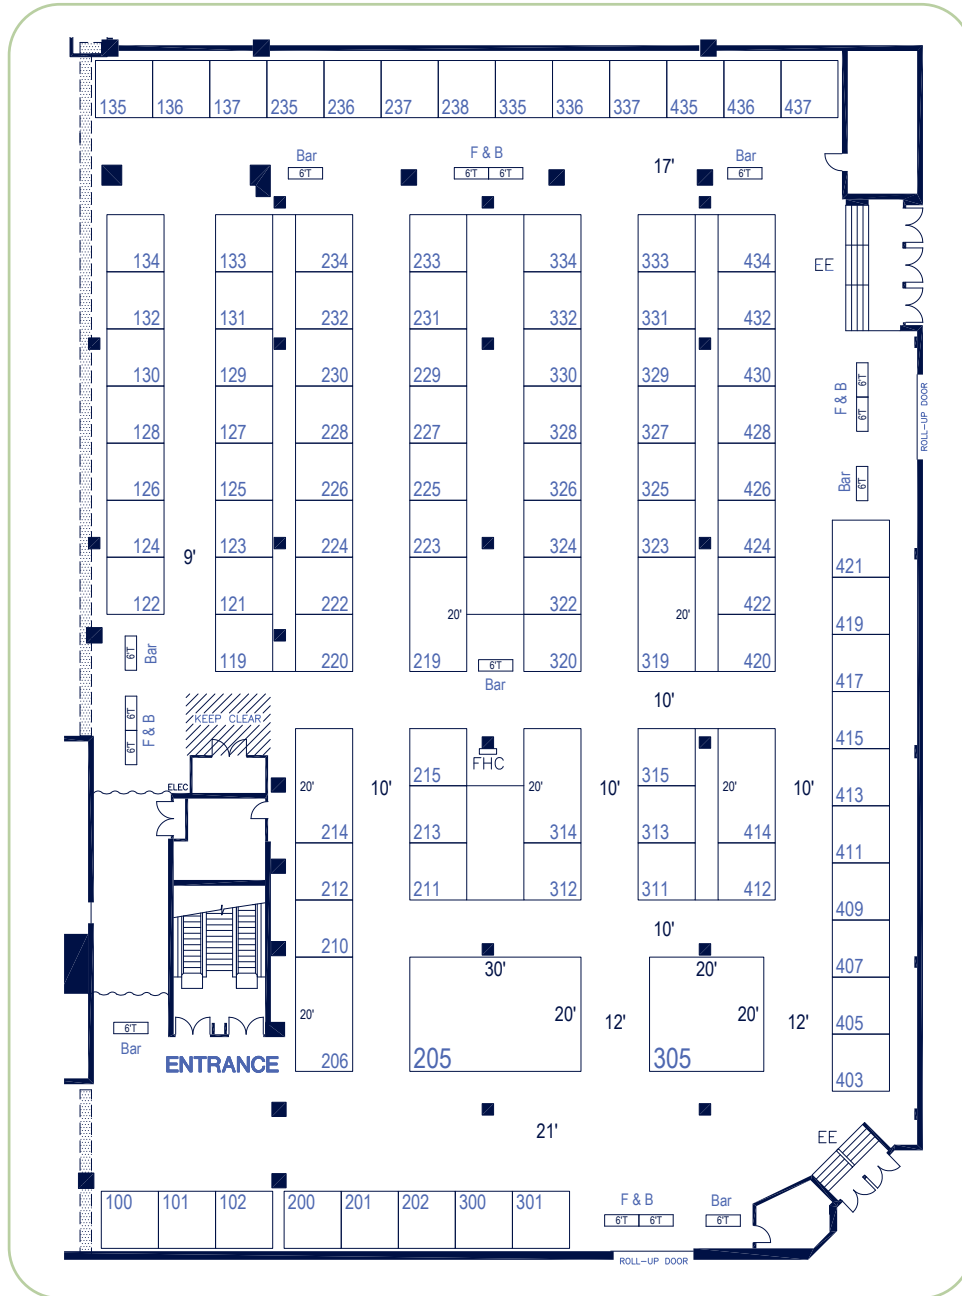 135 136 137 235 236 237 238 335 336 337 435 436 437
Bar F & B Bar
6'T 6'T 6'T 17' 6'T
134 133 234 233 334 333 434
EE
132 131 232 231 332 331 432
130 129 230 229 330 329 430
F & B 6'T 6'T ROLL-UP DOOR
128 127 228 227 328 327 428
126 125 226 225 326 325 426
Bar 6'T
124 123 224 223 324 323 424
9' 421
122 121 222 20' 322 20' 422
419
6'T Bar 119 220 219 6'T 320 319 420
Bar 417
10'
6'T 6'T F & B KEEP CLEAR
415
FHC
215 315
ELEC 20' 10' 20' 10' 20' 10' 413
214 213 314 313 414
411
212 211 312 311 412
409
210 10'
407
30' 20'
20' 20' 12' 20' 12' 405
6'T
Bar
ENTRANCE 206 205 305
403
21' EE
100 101 102 200 201 202 300 301 F & B Bar
6'T 6'T 6'T
ROLL-UP DOOR